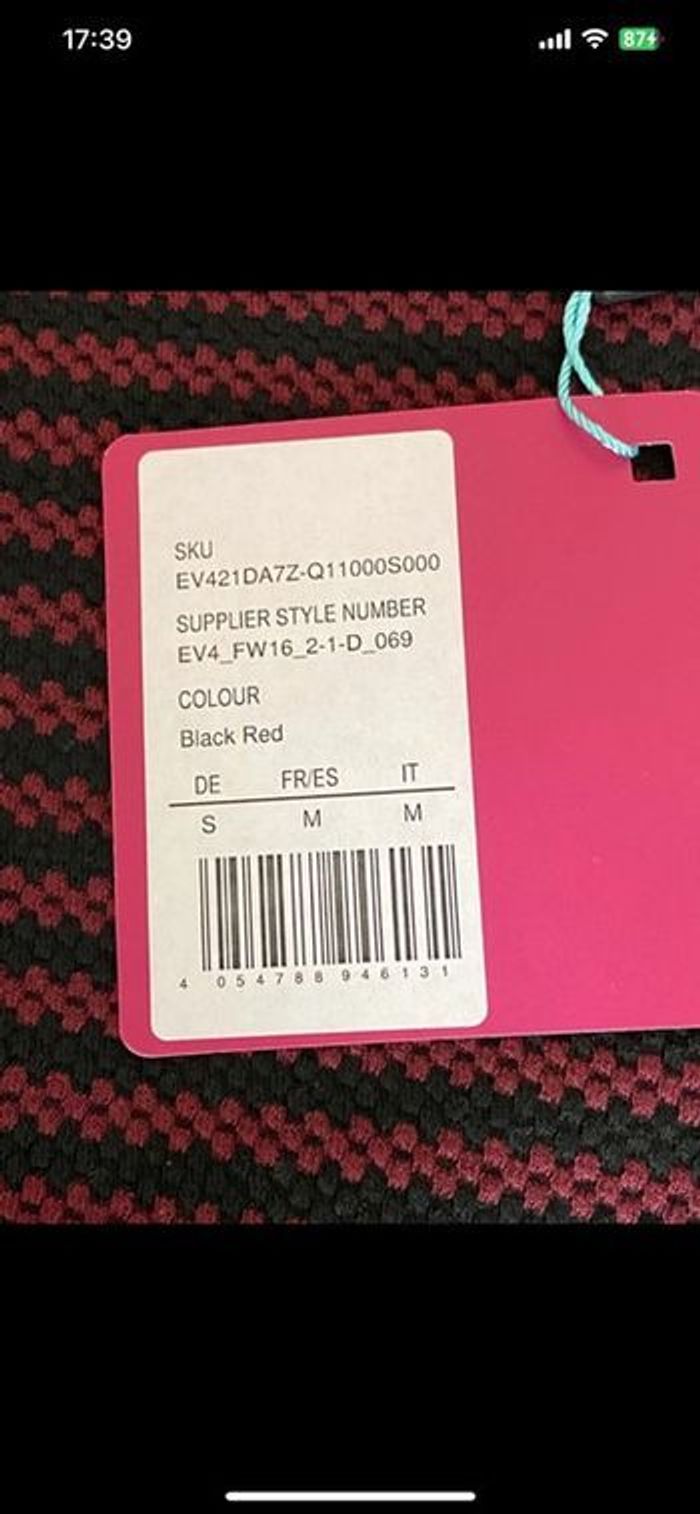 17:39
87
SKU
EV421DA7Z-Q11000S000
SUPPLIER STYLE NUMBER
EV4_FW16_2-1-D_069
COLOUR
Black Red
DE FR/ES IT
S M M
4 054788 946131